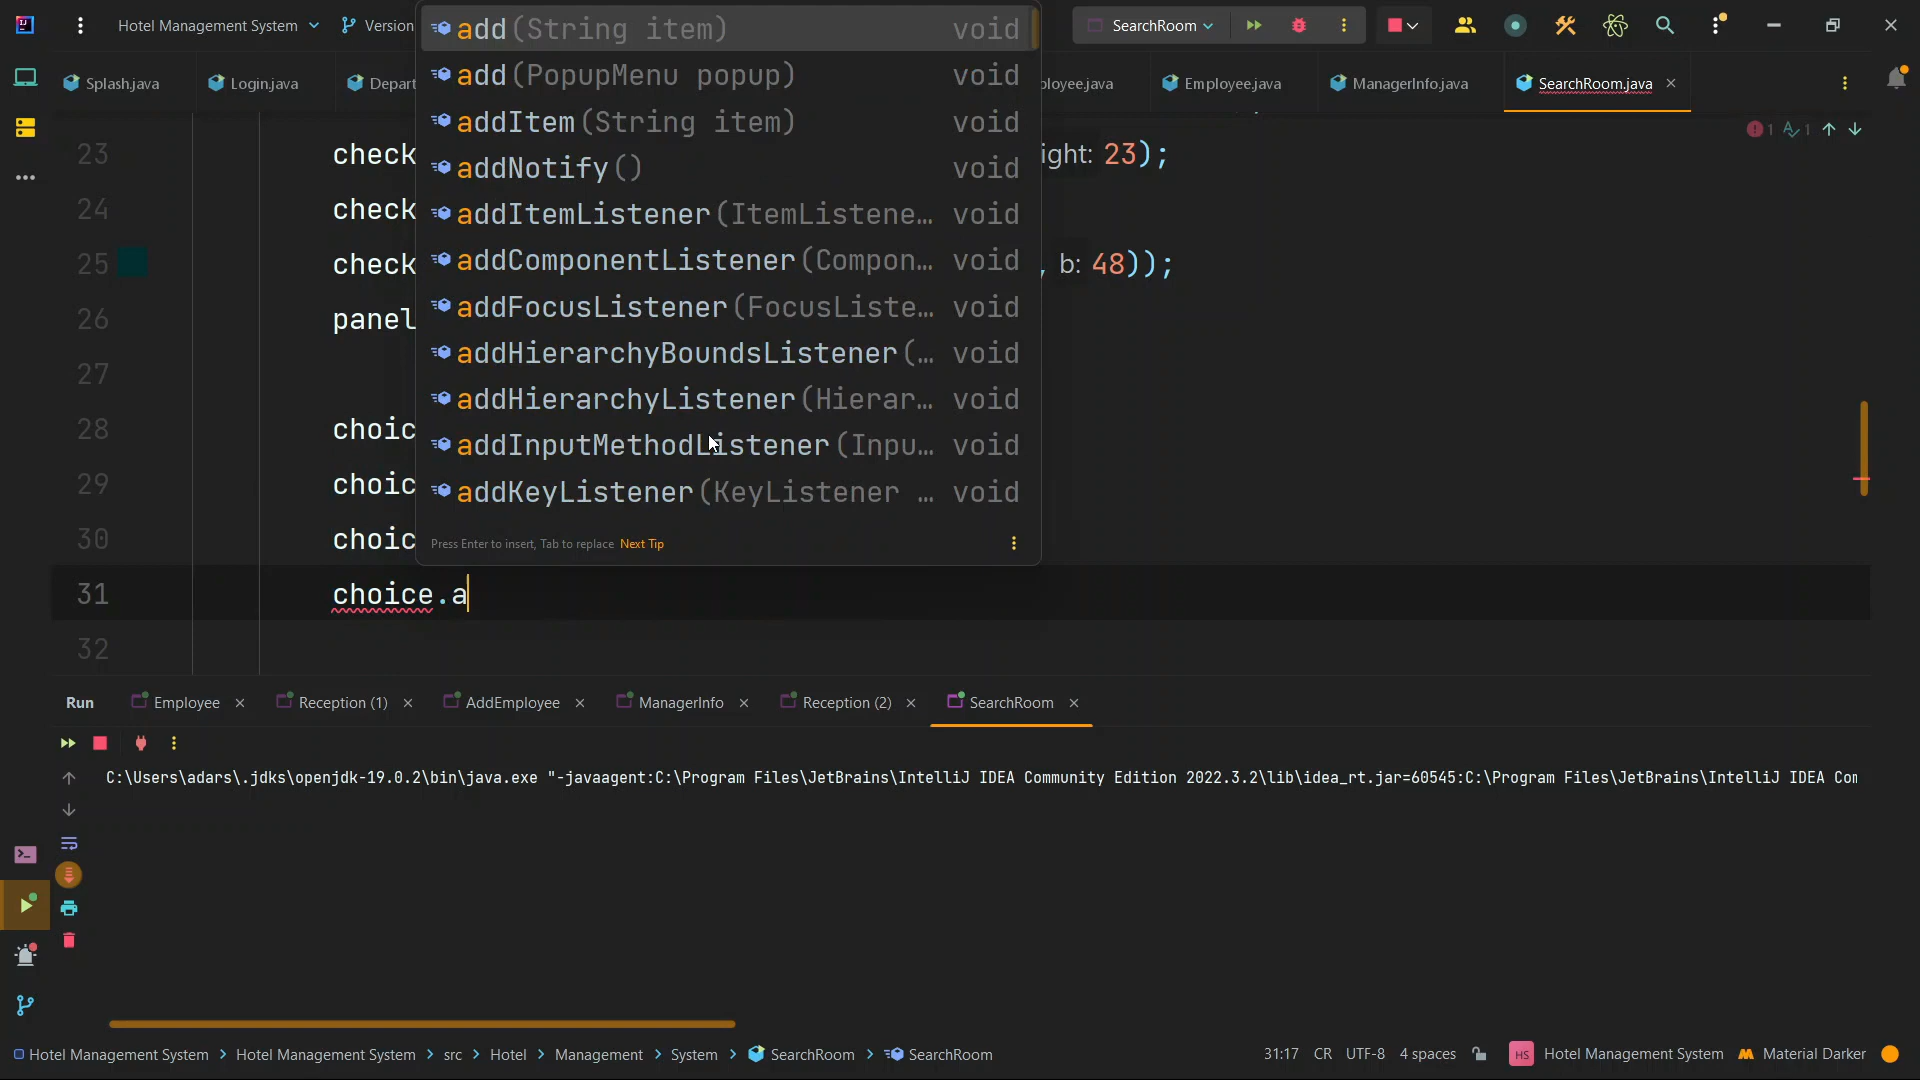 Hotel Management System
Version
SearchRoom
Splash.java
Login.java
Depart
ployee.java
Employee.java
ManagerInfo.java
SearchRoom.java
add(String item) void
add(PopupMenu popup) void
addItem(String item) void
addNotify() void
addItemListener(ItemListene… void
addComponentListener(Compon… void
addFocusListener(FocusListe… void
addHierarchyBoundsListener(… void
addHierarchyListener(Hierar… void
addInputMethodListener(Inpu… void
addKeyListener(KeyListener … void
Press Enter to insert, Tab to replace Next Tip
1 1
23 check ight: 23);
24 check
25 check , b: 48));
26 panel
27
28 choic
29 choic
30 choic
31 choice.a
32
Run
Employee
Reception (1)
AddEmployee
ManagerInfo
Reception (2)
SearchRoom
C:\Users\adars\.jdks\openjdk-19.0.2\bin\java.exe "-javaagent:C:\Program Files\JetBrains\IntelliJ IDEA Community Edition 2022.3.2\lib\idea_rt.jar=60545:C:\Program Files\JetBrains\IntelliJ IDEA Com
Hotel Management System > Hotel Management System > src > Hotel > Management > System > SearchRoom > SearchRoom
31:17 CR UTF-8 4 spaces HS Hotel Management System Material Darker